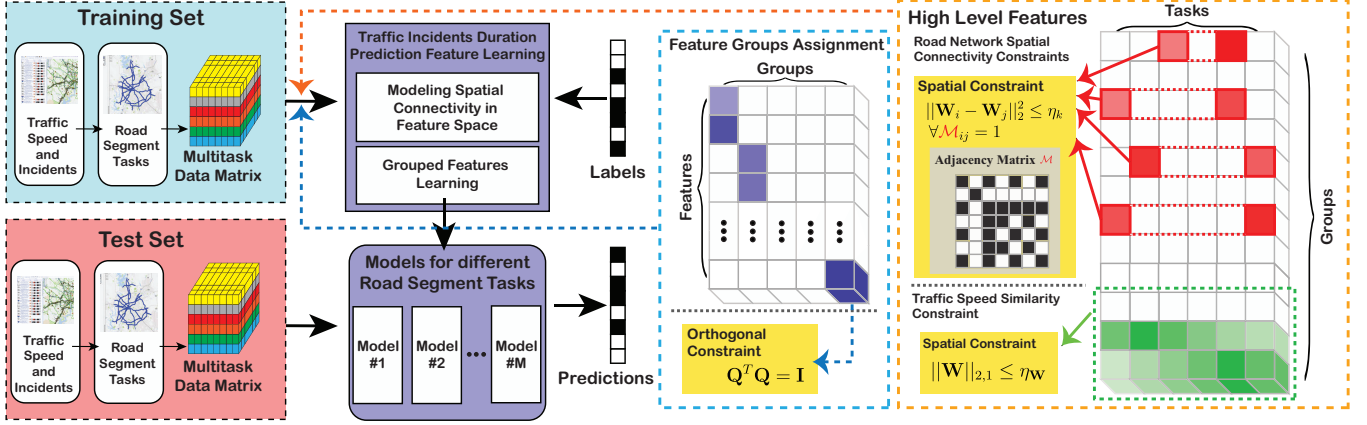 Training Set
Traffic
Speed
and
Incidents
Road
Segment
Tasks
Multitask
Data Matrix
Test Set
Traffic
Speed
and
Incidents
Road
Segment
Tasks
Multitask
Data Matrix
Traffic Incidents Duration
Prediction Feature Learning
Modeling Spatial
Connectivity in
Feature Space
Grouped Features
Learning
Labels
Models for different
Road Segment Tasks
Model
#1
Model
#2
•••
Model
#M
Predictions
Feature Groups Assignment
Groups
Features
Orthogonal
Constraint
Q^T Q = I
High Level Features
Road Network Spatial
Connectivity Constraints
Spatial Constraint
||W_i − W_j||_2^2 ≤ η_k
∀M_ij = 1
Adjacency Matrix M
Traffic Speed Similarity
Constraint
Spatial Constraint
||W||_2,1 ≤ η_W
Tasks
Groups